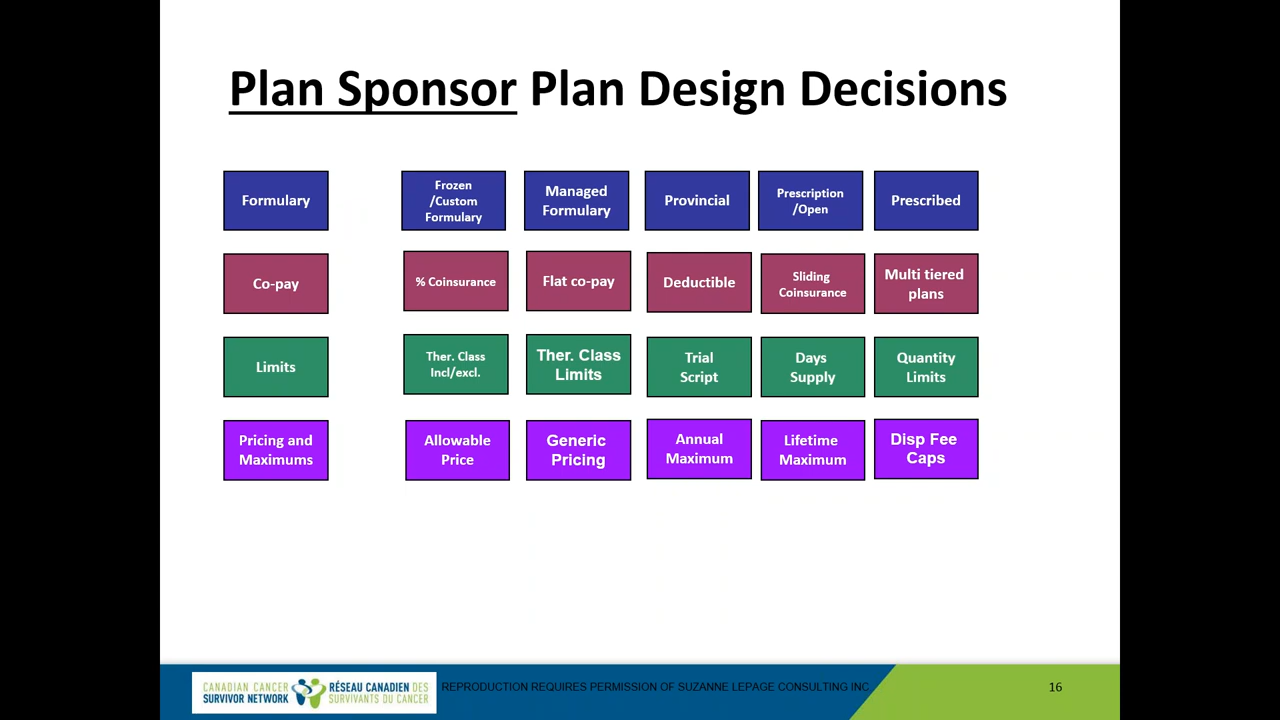 Plan Sponsor Plan Design Decisions
Formulary
Frozen
/Custom
Formulary
Managed
Formulary
Provincial
Prescription
/Open
Prescribed
Co-pay
% Coinsurance
Flat co-pay
Deductible
Sliding
Coinsurance
Multi tiered
plans
Limits
Ther. Class
Incl/excl.
Ther. Class
Limits
Trial
Script
Days
Supply
Quantity
Limits
Pricing and
Maximums
Allowable
Price
Generic
Pricing
Annual
Maximum
Lifetime
Maximum
Disp Fee
Caps
CANADIAN CANCER
SURVIVOR NETWORK
RÉSEAU CANADIEN DES
SURVIVANTS DU CANCER
REPRODUCTION REQUIRES PERMISSION OF SUZANNE LEPAGE CONSULTING INC.
16